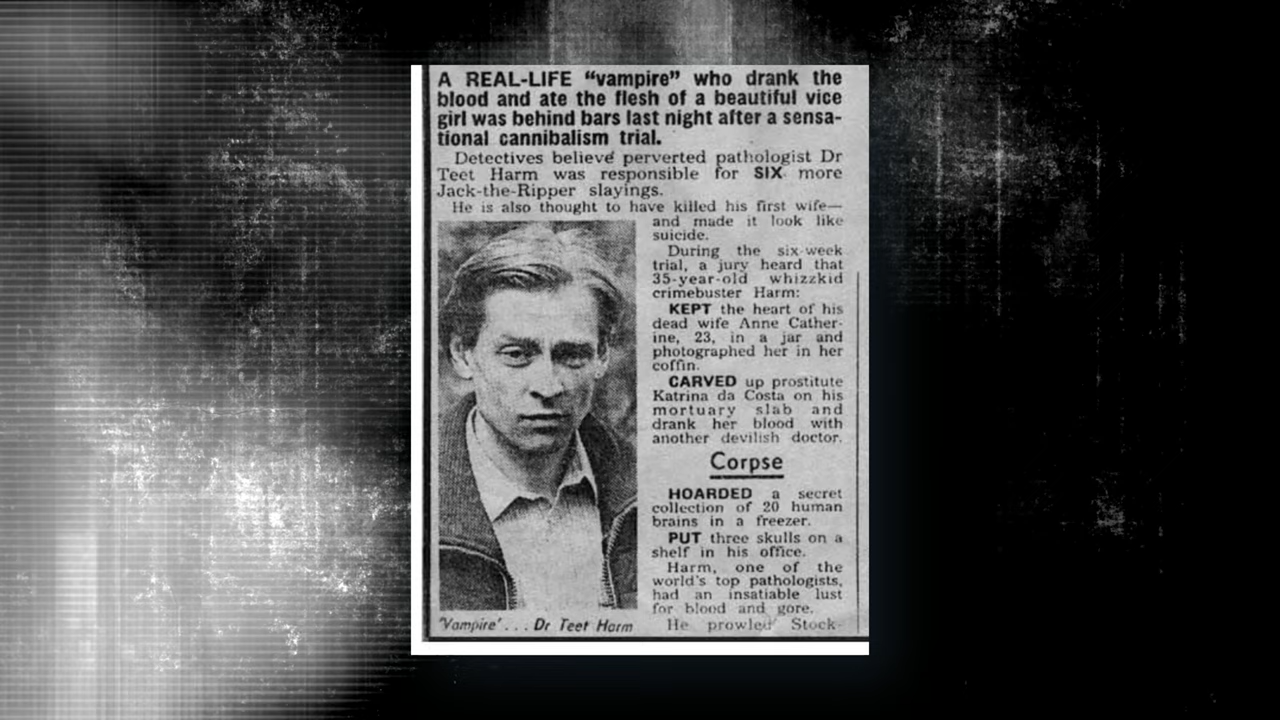 A REAL-LIFE “vampire” who drank the
blood and ate the flesh of a beautiful vice
girl was behind bars last night after a sensa-
tional cannibalism trial.
Detectives believe perverted pathologist Dr
Teet Harm was responsible for SIX more
Jack-the-Ripper slayings.
He is also thought to have killed his first wife—
and made it look like
suicide.
During the six-week
trial, a jury heard that
35-year-old whizzkid
crimebuster Harm:
KEPT the heart of his
dead wife Anne Cather-
ine, 23, in a jar and
photographed her in her
coffin.
CARVED up prostitute
Katrina da Costa on his
mortuary slab and
drank her blood with
another devilish doctor.
Corpse
HOARDED a secret
collection of 20 human
brains in a freezer.
PUT three skulls on a
shelf in his office.
Harm, one of the
world's top pathologists,
had an insatiable lust
for blood and gore.
He prowled Stock-
'Vampire' . . . Dr Teet Harm